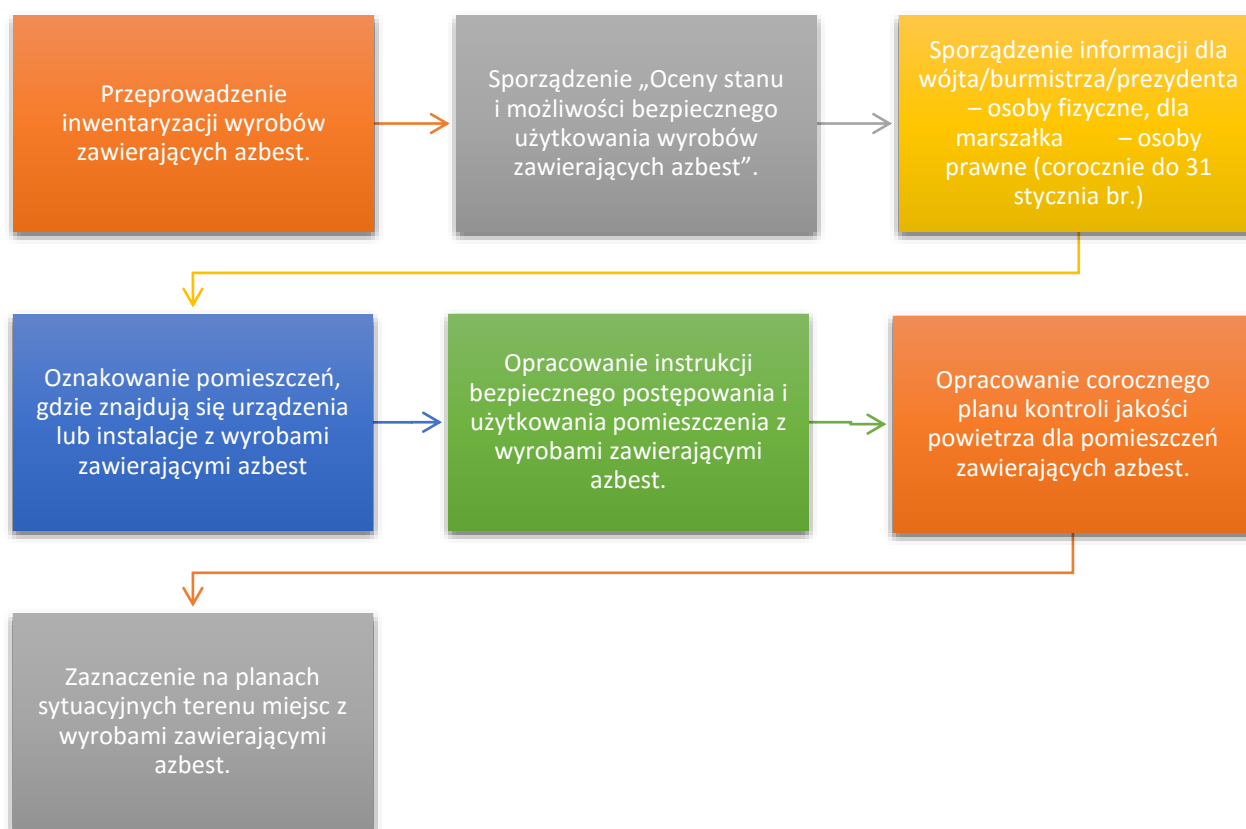 Przeprowadzenie
inwentaryzacji wyrobów
zawierających azbest.
Sporządzenie „Oceny stanu
i możliwości bezpiecznego
użytkowania wyrobów
zawierających azbest”.
Sporządzenie informacji dla
wójta/burmistrza/prezydenta
– osoby fizyczne, dla
marszałka – osoby
prawne (corocznie do 31
stycznia br.)
Oznakowanie pomieszczeń,
gdzie znajdują się urządzenia
lub instalacje z wyrobami
zawierającymi azbest
Opracowanie instrukcji
bezpiecznego postępowania i
użytkowania pomieszczenia z
wyrobami zawierającymi
azbest.
Opracowanie corocznego
planu kontroli jakości
powietrza dla pomieszczeń
zawierających azbest.
Zaznaczenie na planach
sytuacyjnych terenu miejsc z
wyrobami zawierającymi
azbest.